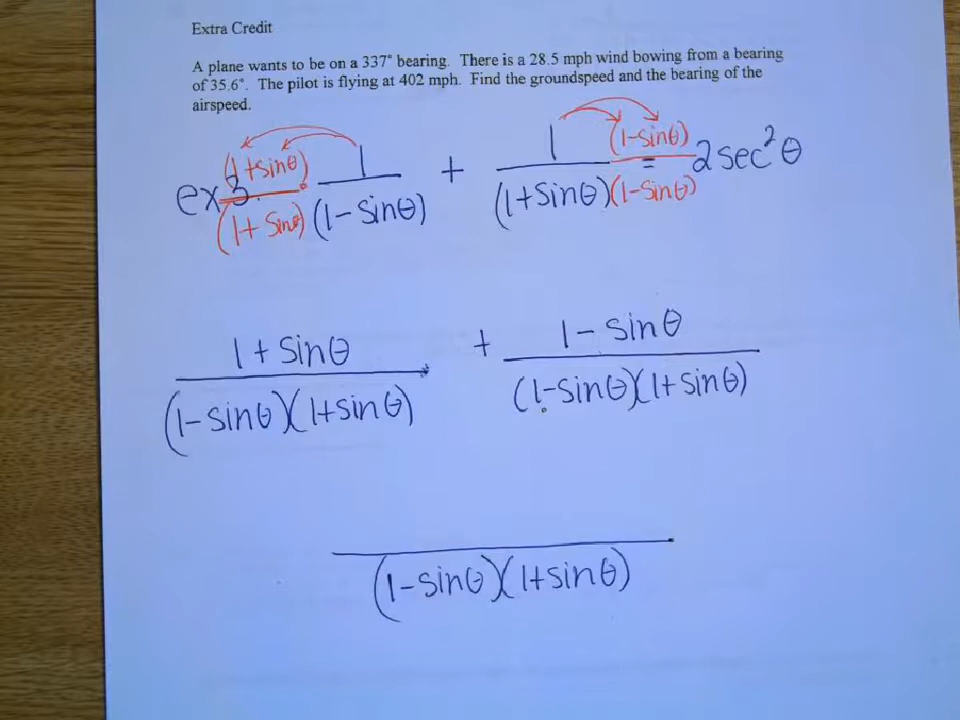 Extra Credit
A plane wants to be on a 337° bearing. There is a 28.5 mph wind bowing from a bearing
of 35.6°. The pilot is flying at 402 mph. Find the groundspeed and the bearing of the
airspeed.
(1+sinθ) 1 + 1 (1-sinθ) = 2sec²θ
ex3. (1+sinθ) (1-sinθ) (1+sinθ)(1-sinθ)
1+sinθ + 1-sinθ
(1-sinθ)(1+sinθ) (1-sinθ)(1+sinθ)
(1-sinθ)(1+sinθ)